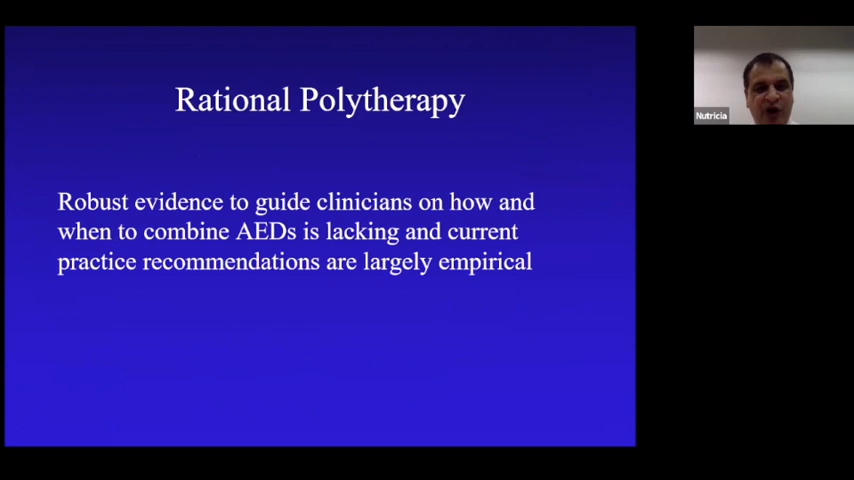 Rational Polytherapy
Robust evidence to guide clinicians on how and
when to combine AEDs is lacking and current
practice recommendations are largely empirical
Nutricia